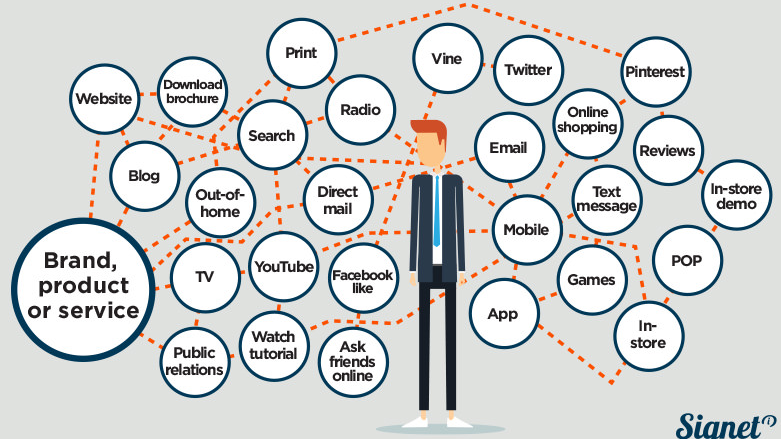 Print
Vine
Twitter
Pinterest
Website
Download
brochure
Search
Radio
Online
shopping
Email
Reviews
Blog
Out-of-
home
Direct
mail
Text
message
In-store
demo
Mobile
Brand,
product
or service
TV
YouTube
Facebook
like
Games
POP
App
In-
store
Public
relations
Watch
tutorial
Ask
friends
online
Signet